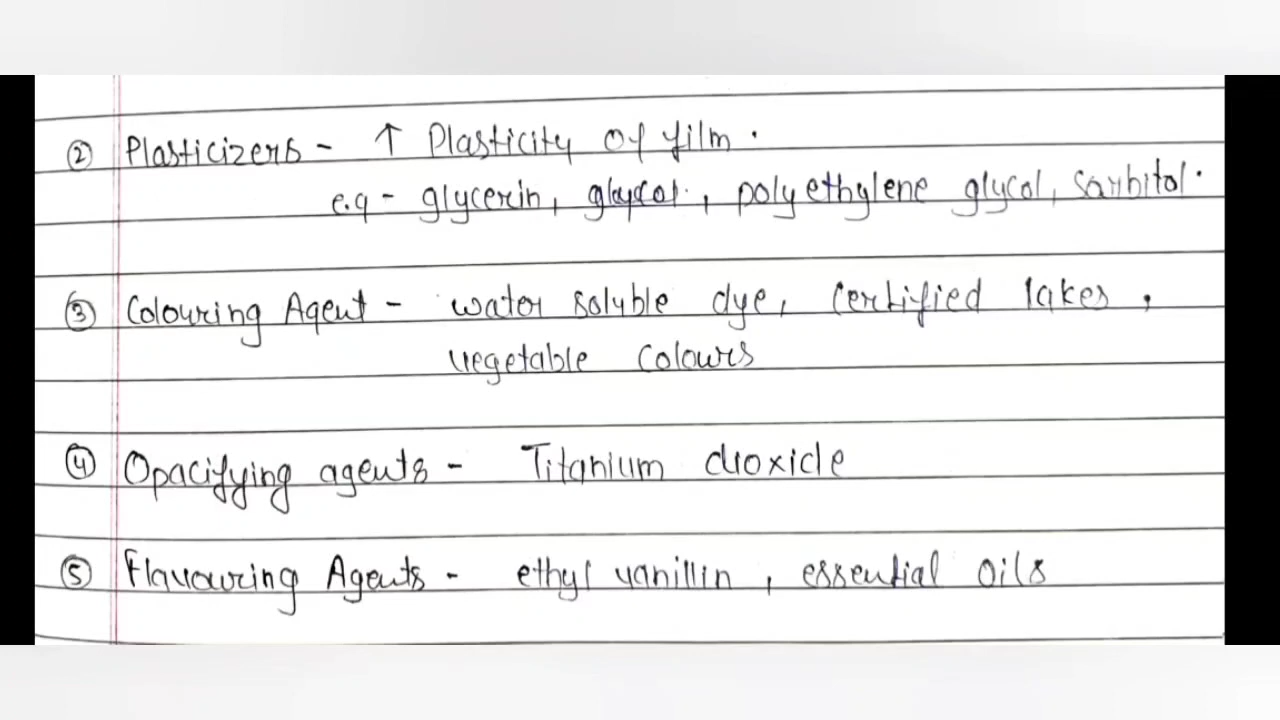 ② Plasticizers - ↑ Plasticity of film.
e.g - glycerin, glycol, polyethylene glycol, sorbitol.
③ Colouring Agent - water soluble dye, certified lakes,
vegetable colours
④ Opacifying agents - Titanium dioxide
⑤ Flavouring Agents - ethyl vanillin, essential oils